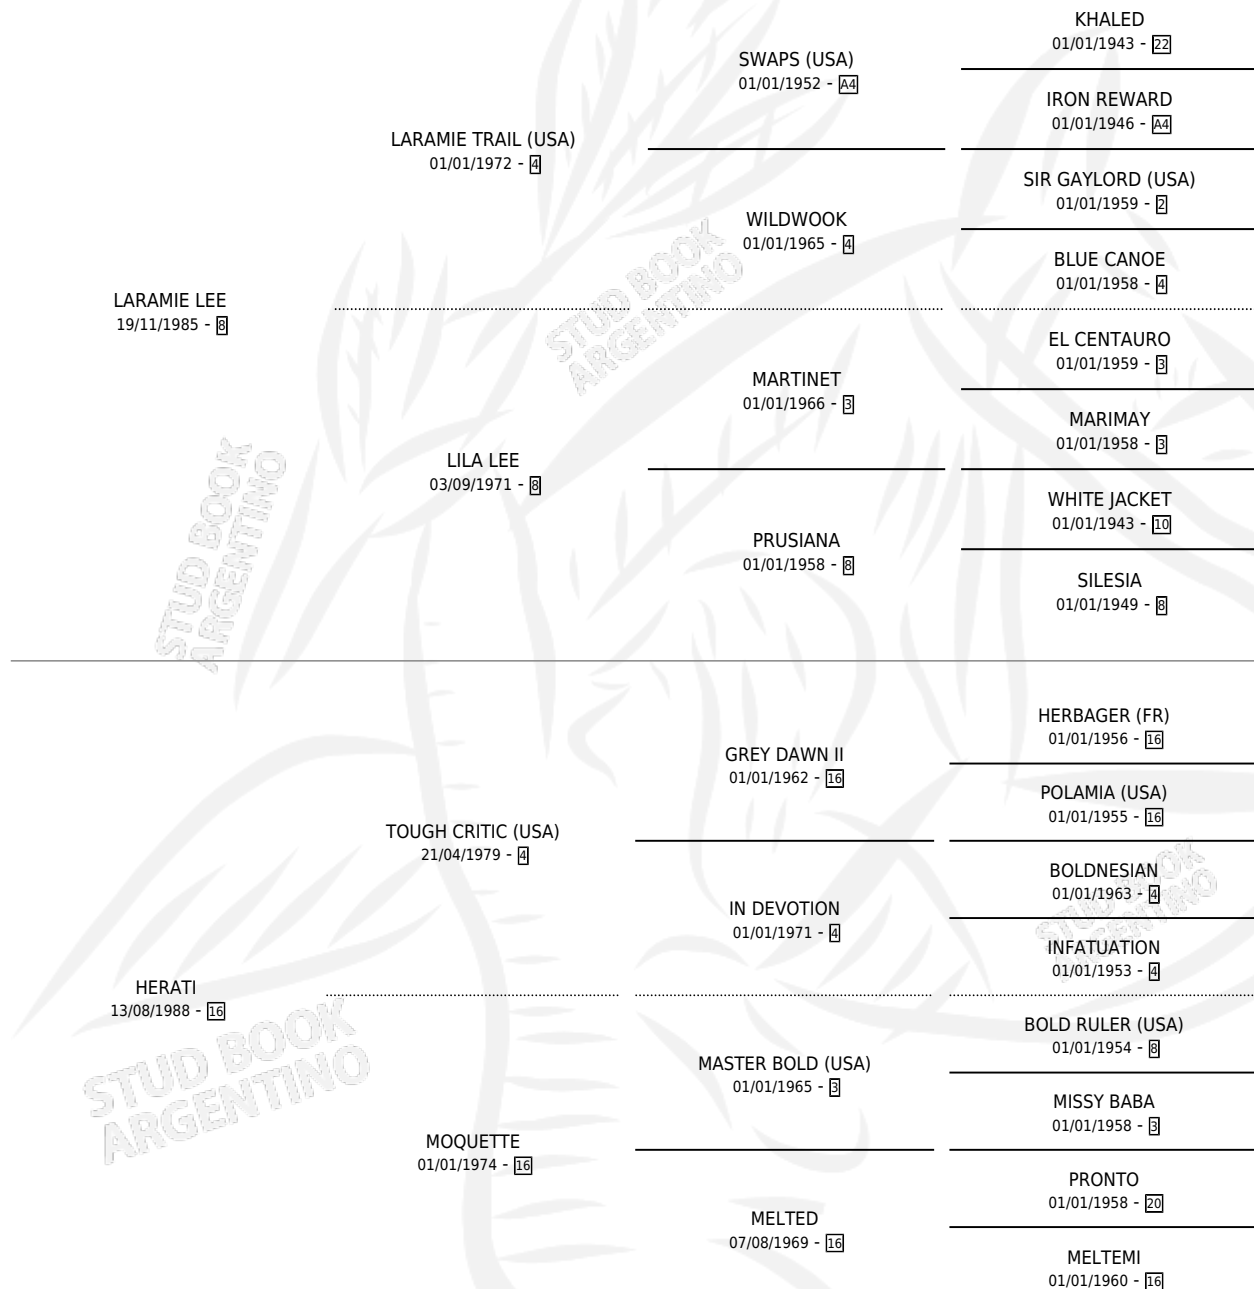 KHALED
01/01/1943 - 22
SWAPS (USA)
01/01/1952 - A4
IRON REWARD
01/01/1946 - A4
LARAMIE TRAIL (USA)
01/01/1972 - 4
SIR GAYLORD (USA)
01/01/1959 - 2
WILDWOOK
01/01/1965 - 4
BLUE CANOE
01/01/1958 - 4
LARAMIE LEE
19/11/1985 - 8
EL CENTAURO
01/01/1959 - 3
MARTINET
01/01/1966 - 3
MARIMAY
01/01/1958 - 3
LILA LEE
03/09/1971 - 8
WHITE JACKET
01/01/1943 - 10
PRUSIANA
01/01/1958 - 8
SILESIA
01/01/1949 - 8
HERBAGER (FR)
01/01/1956 - 16
GREY DAWN II
01/01/1962 - 16
POLAMIA (USA)
01/01/1955 - 16
TOUGH CRITIC (USA)
21/04/1979 - 4
BOLDNESIAN
01/01/1963 - 4
IN DEVOTION
01/01/1971 - 4
INFATUATION
01/01/1953 - 4
HERATI
13/08/1988 - 16
BOLD RULER (USA)
01/01/1954 - 8
MASTER BOLD (USA)
01/01/1965 - 3
MISSY BABA
01/01/1958 - 3
MOQUETTE
01/01/1974 - 16
PRONTO
01/01/1958 - 20
MELTED
07/08/1969 - 16
MELTEMI
01/01/1960 - 16
STUD BOOK
ARGENTINO
STUD BOOK
ARGENTINO
STUD BOOK
ARGENTINO
STUD BOOK
ARGENTINO